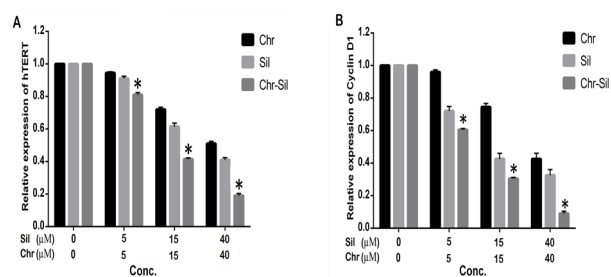 A
Relative expression of hTERT
1.2
1.0
0.8
0.6
0.4
0.2
0.0
Chr
Sil
Chr-Sil
*
*
*
Sil (µM) 0 5 15 40
Chr(µM) 0 5 15 40
Conc.
B
Relative expression of Cyclin D1
1.2
1.0
0.8
0.6
0.4
0.2
0.0
Chr
Sil
Chr-Sil
*
*
*
Sil (µM) 0 5 15 40
Chr (µM) 0 5 15 40
Conc.